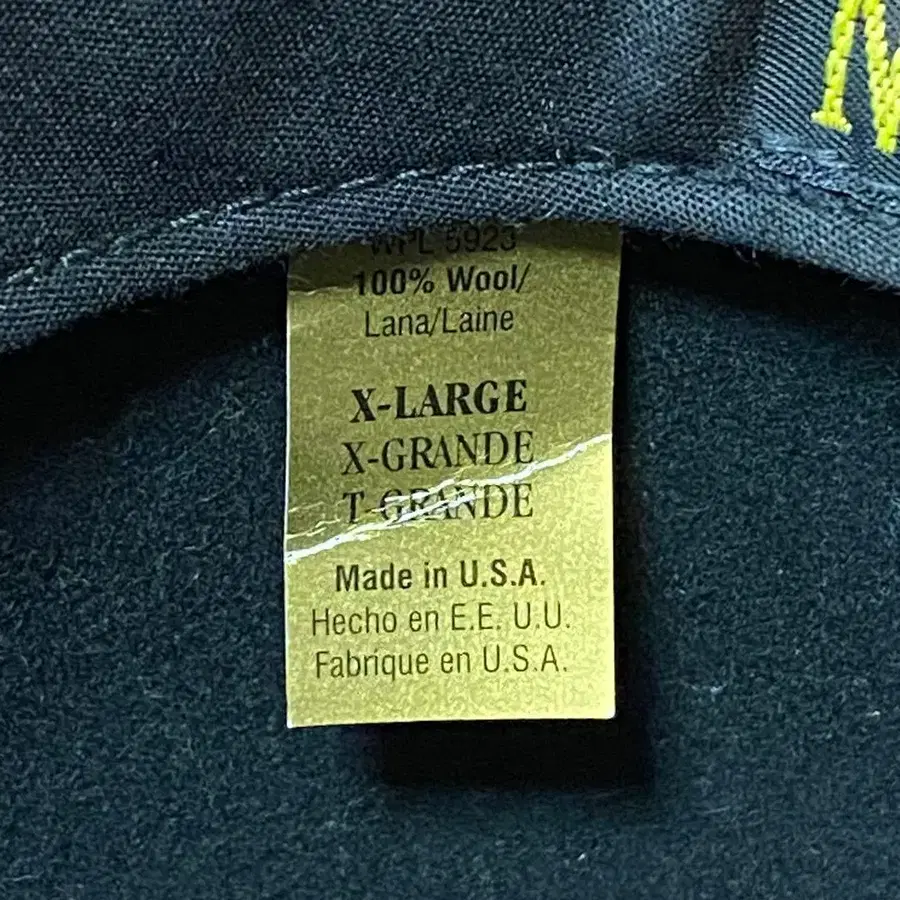 WPL 5923
100% Wool/
Lana/Laine
X-LARGE
X-GRANDE
T-GRANDE
Made in U.S.A.
Hecho en E.E. U.U.
Fabrique en U.S.A.